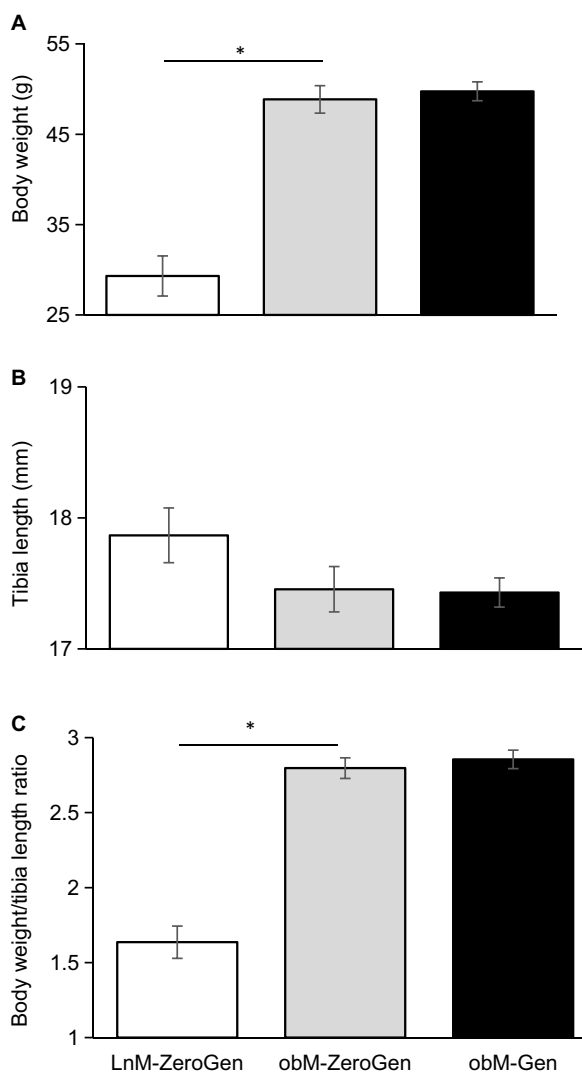 A
Body weight (g)
55
45
35
25
*
B
Tibia length (mm)
19
18
17
C
Body weight/tibia length ratio
3
2.5
2
1.5
1
*
LnM-ZeroGen obM-ZeroGen obM-Gen